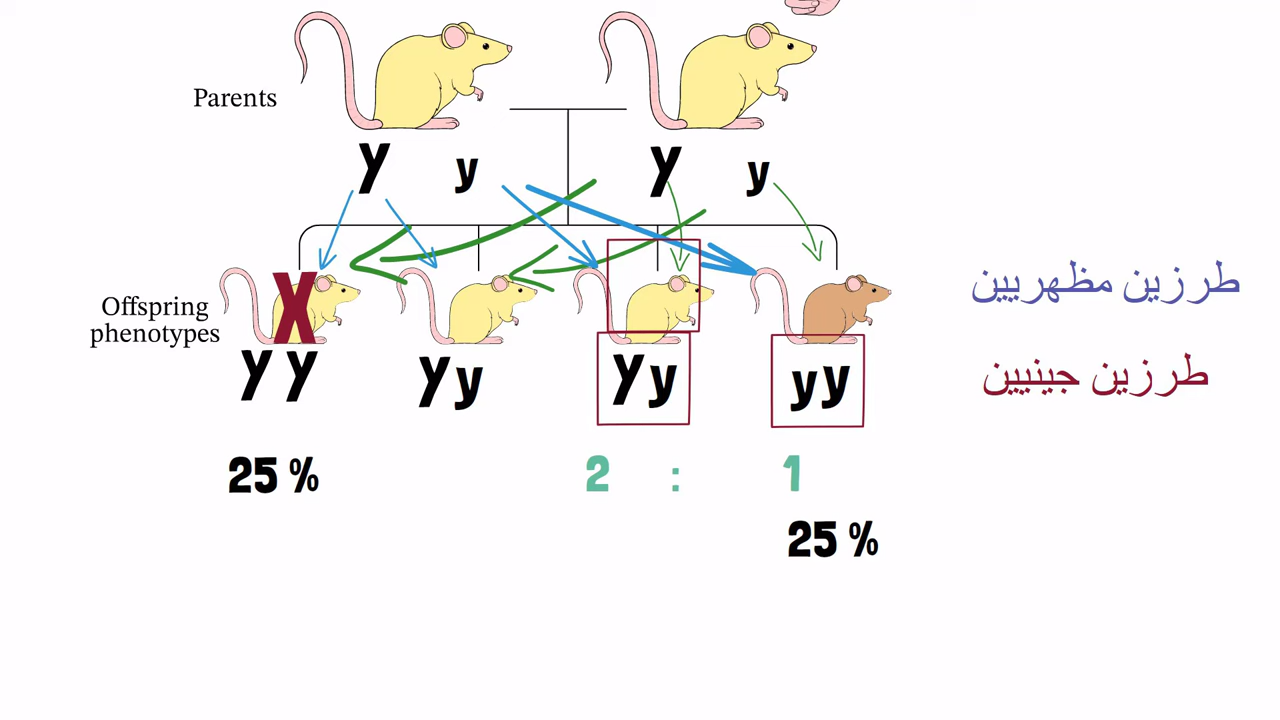 Parents
Y y Y y
Offspring
phenotypes
X
YY Yy Yy yy
طرزين مظهريين
طرزين جينيين
25 % 2 : 1
25 %